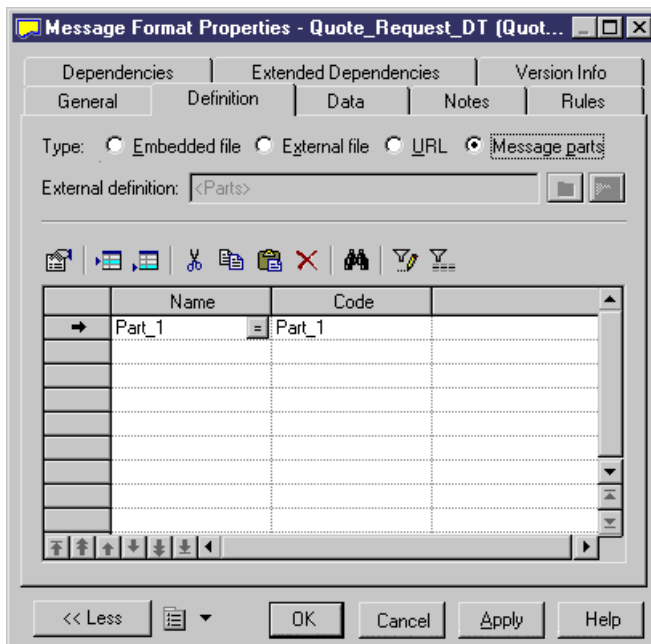 Message Format Properties - Quote_Request_DT (Quot...
Dependencies Extended Dependencies Version Info
General Definition Data Notes Rules
Type: Embedded file External file URL Message parts
External definition: <Parts>
Name Code
Part_1 = Part_1
<< Less OK Cancel Apply Help